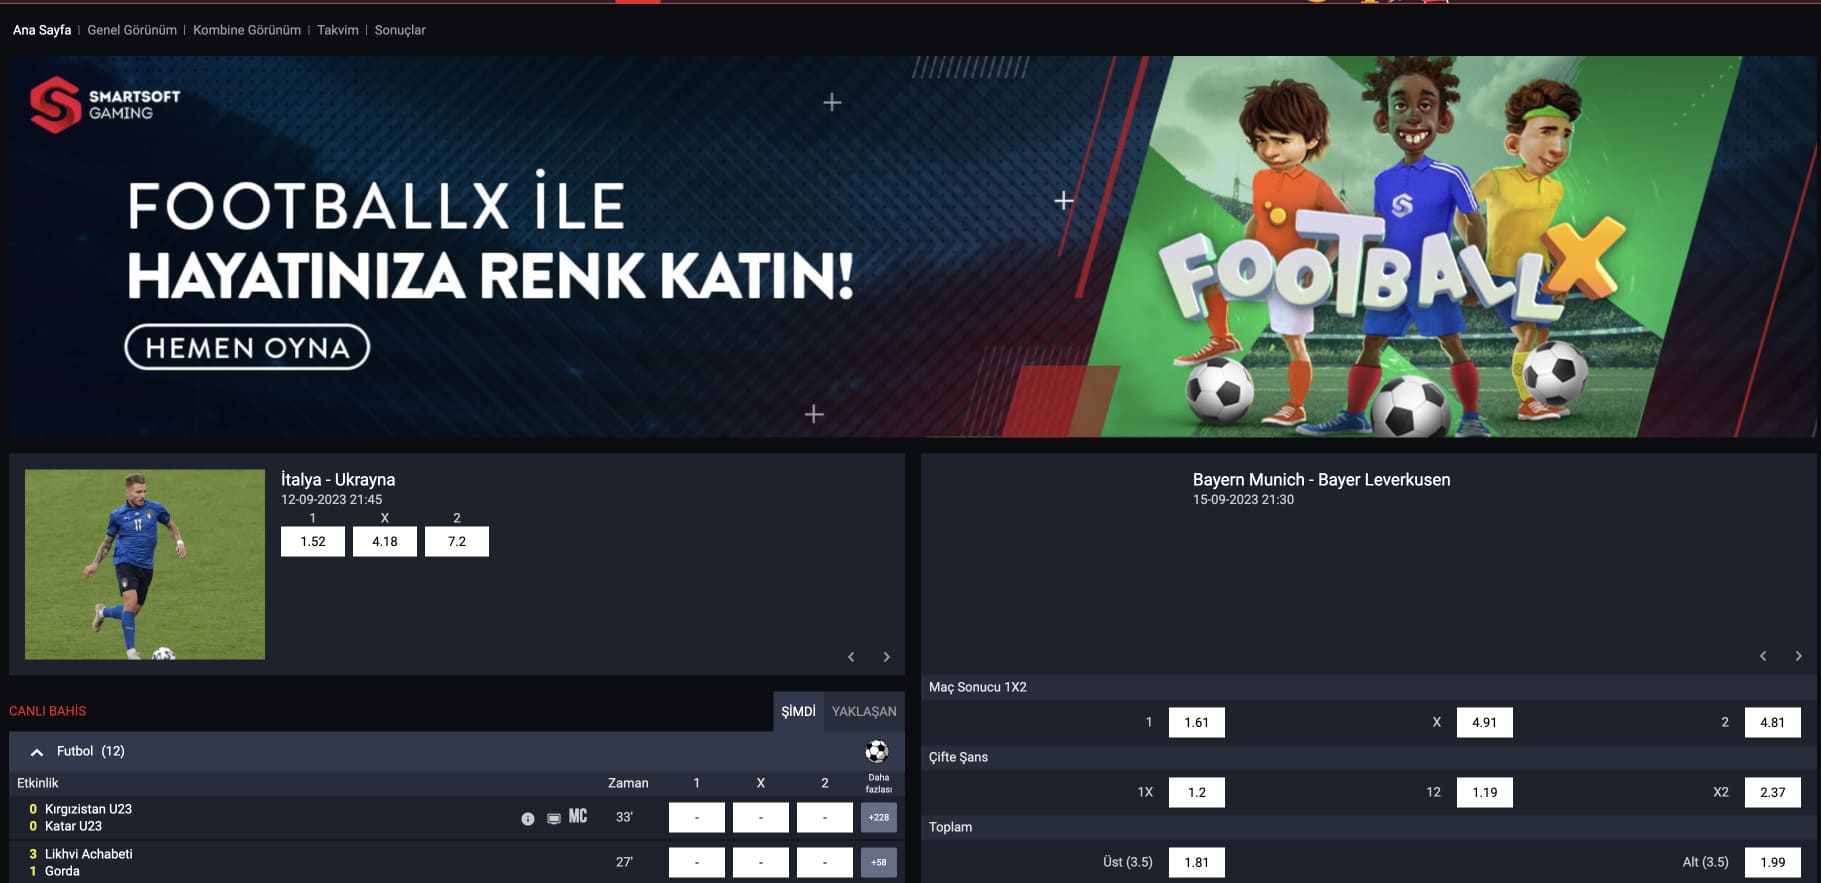 Ana Sayfa | Genel Görünüm | Kombine Görünüm | Takvim | Sonuçlar
SMARTSOFT
GAMING
FOOTBALLX İLE
HAYATINIZA RENK KATIN!
HEMEN OYNA
FOOTBALLX
İtalya - Ukrayna
12-09-2023 21:45
1 X 2
1.52 4.18 7.2
CANLI BAHİS
ŞİMDİ YAKLAŞAN
Futbol (12)
Etkinlik Zaman 1 X 2 Daha fazlası
0 Kırgızistan U23
0 Katar U23
MC 33' - - - +228
3 Likhvi Achabeti
1 Gorda
27' - - - +58
Bayern Munich - Bayer Leverkusen
15-09-2023 21:30
Maç Sonucu 1X2
1 1.61 X 4.91 2 4.81
Çifte Şans
1X 1.2 12 1.19 X2 2.37
Toplam
Üst (3.5) 1.81 Alt (3.5) 1.99